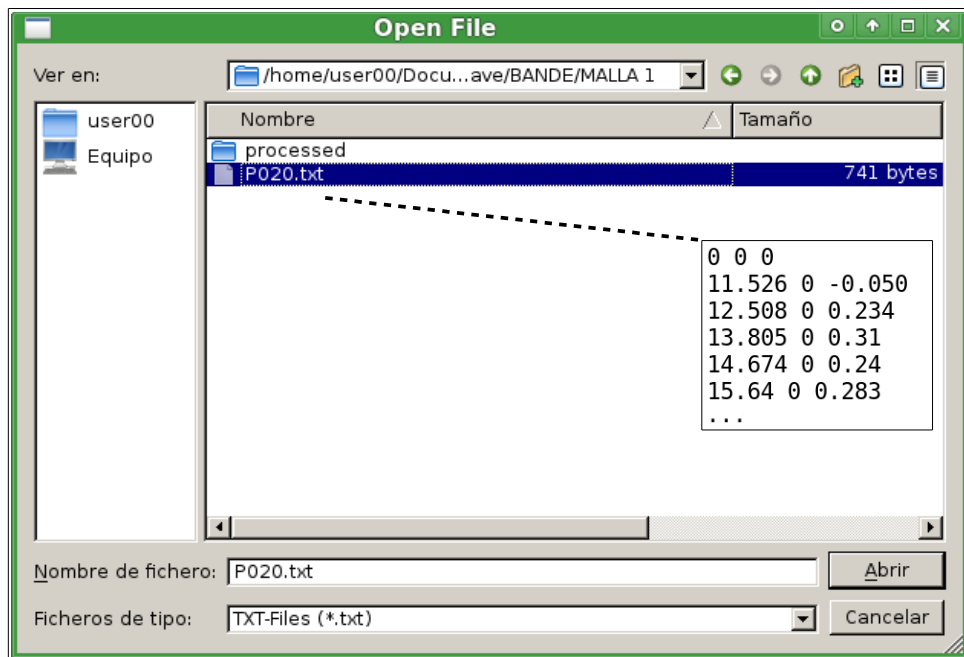 Open File
Ver en:
/home/user00/Docu...ave/BANDE/MALLA 1
user00
Equipo
Nombre
Tamaño
processed
P020.txt
741 bytes
0 0 0
11.526 0 -0.050
12.508 0 0.234
13.805 0 0.31
14.674 0 0.24
15.64 0 0.283
...
Nombre de fichero:
P020.txt
Abrir
Ficheros de tipo:
TXT-Files (*.txt)
Cancelar